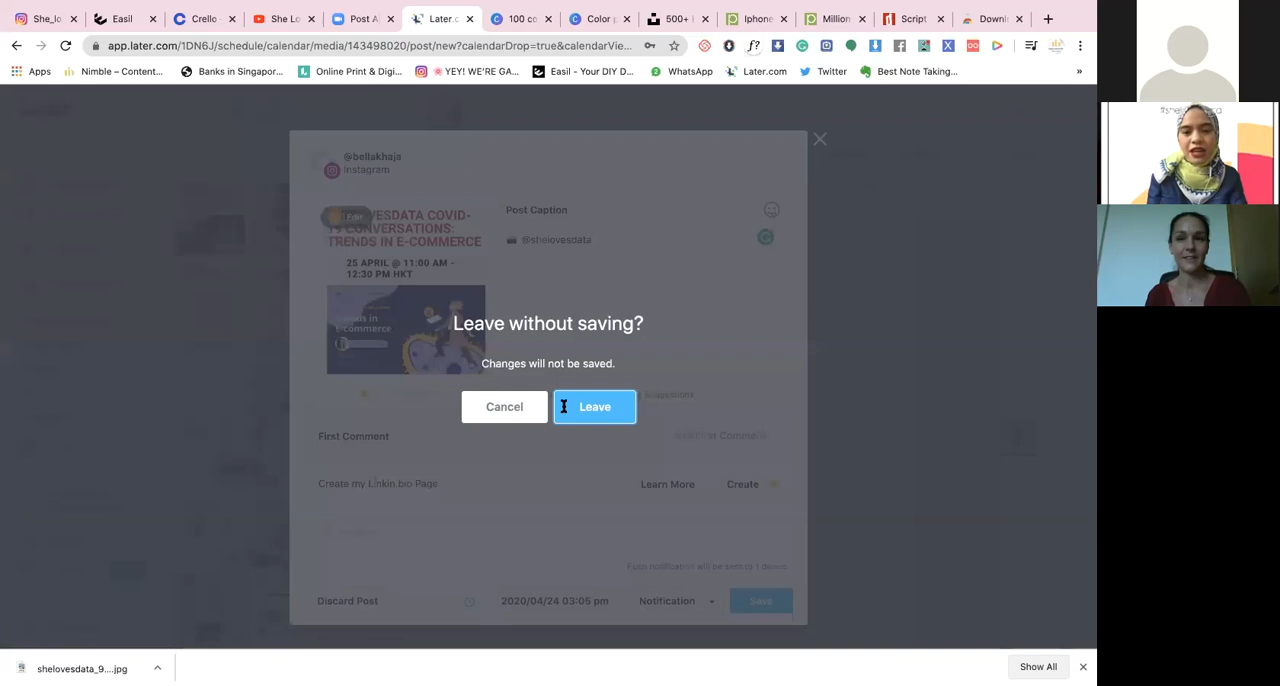 She_lo
Easil
Crello -
She Lo
Post A
Later.c
100 co
Color p
500+ I
Iphone
Million
Script
Downl
app.later.com/1DN6J/schedule/calendar/media/143498020/post/new?calendarDrop=true&calendarVie...
Apps
Nimble – Content...
Banks in Singapor...
Online Print & Digi...
🌸YEY! WE'RE GA...
Easil - Your DIY D...
WhatsApp
Later.com
Twitter
Best Note Taking...
»
@bellakhaja
Instagram
VESDATA COVID-
19 CONVERSATIONS:
TRENDS IN E-COMMERCE
25 APRIL @ 11:00 AM -
12:30 PM HKT
Trends in
E-commerce
Post Caption
@shelovesdata
Leave without saving?
Changes will not be saved.
Cancel
Leave
Suggestions
First Comment
Create my Linkin.bio Page
Learn More
Create
Discard Post
2020/04/24 03:05 pm
Notification
Save
shelovesdata_9....jpg
Show All